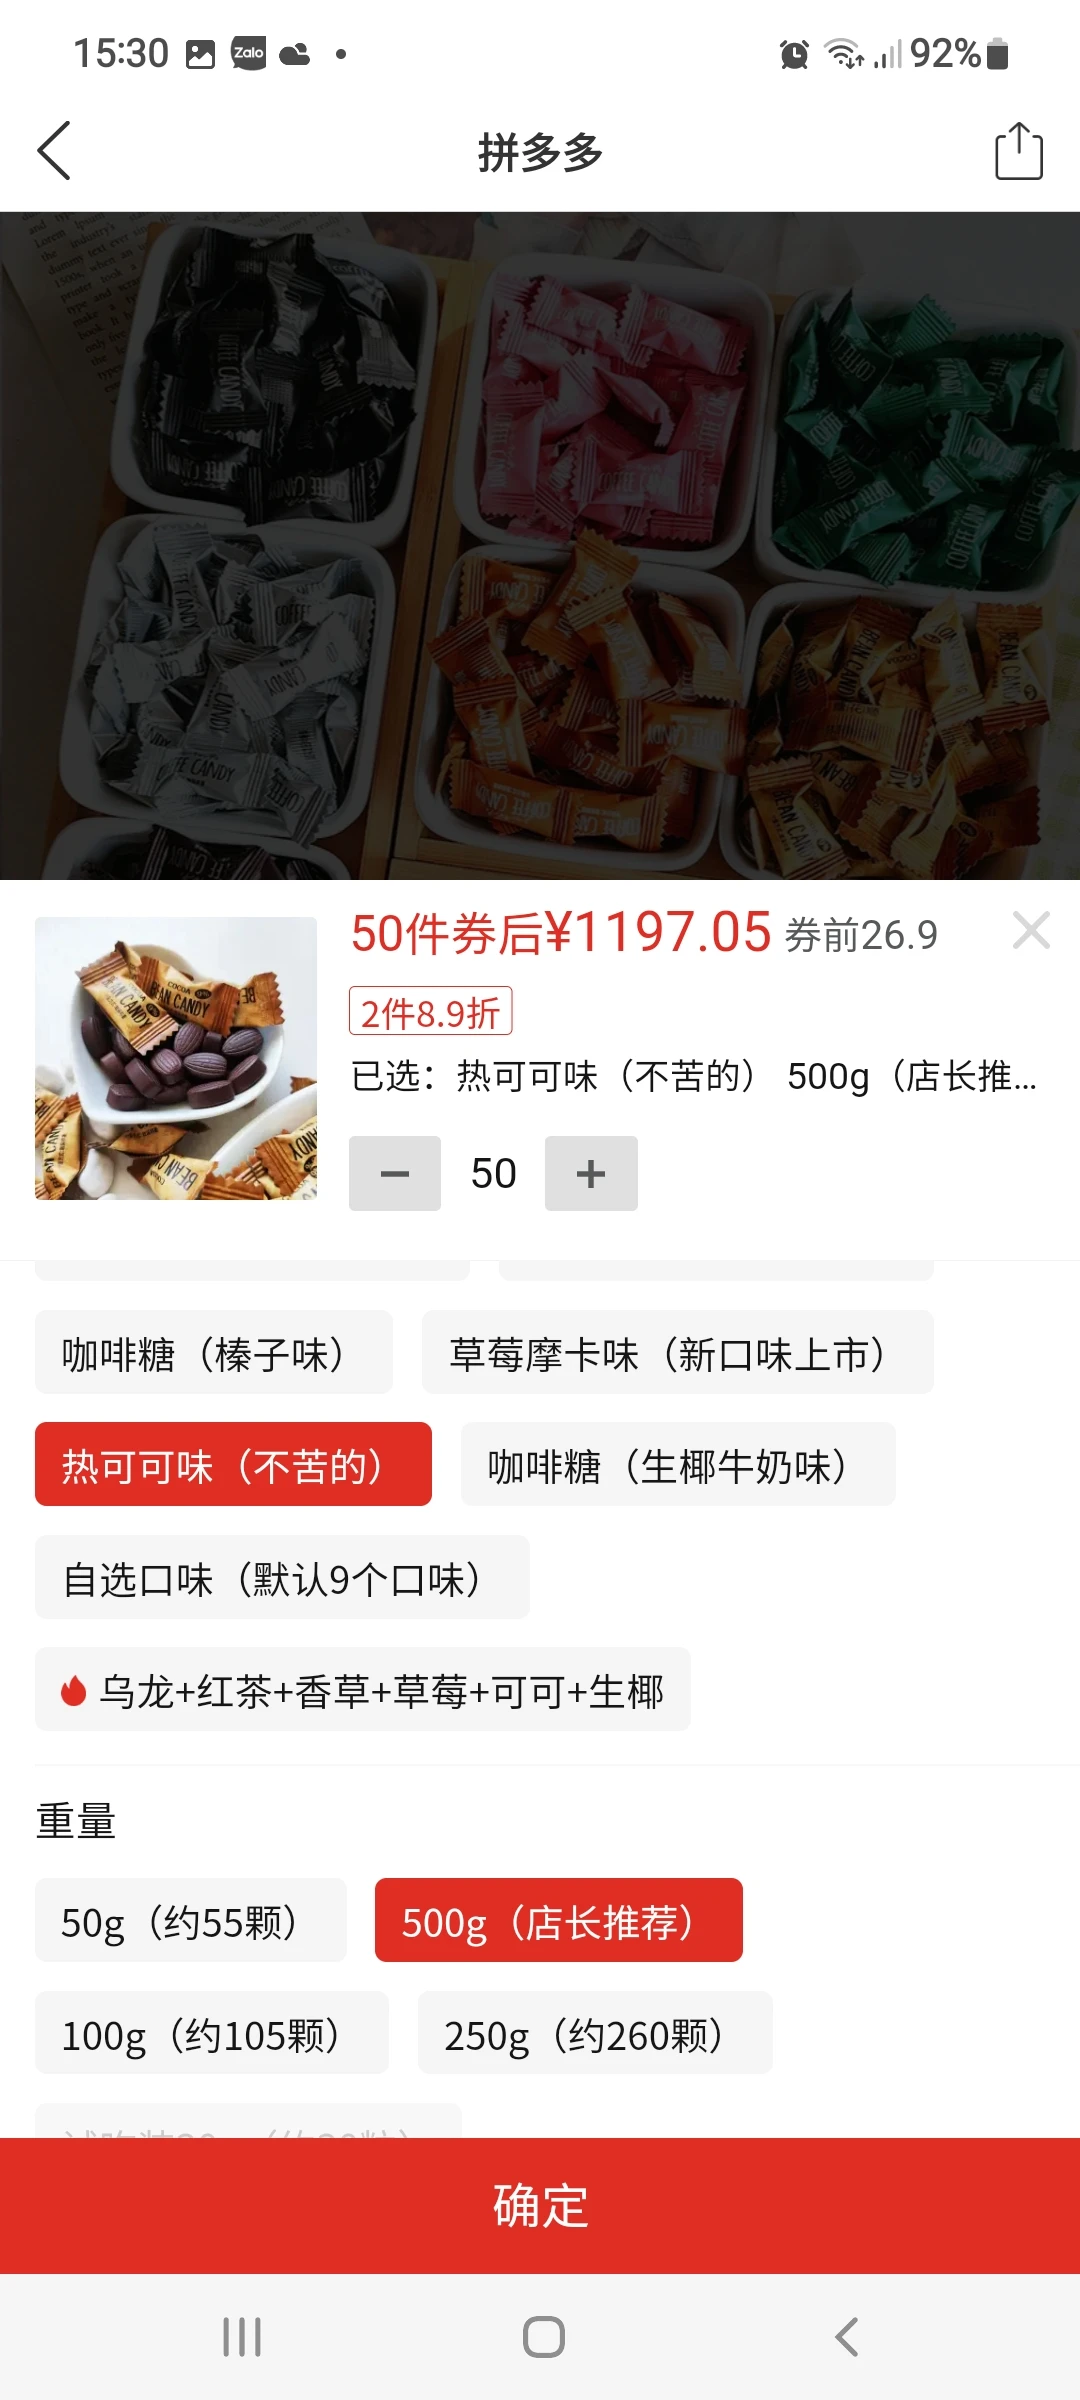 15:30 Zalo 92%
拼多多
50件券后¥1197.05 券前26.9
2件8.9折
已选：热可可味（不苦的） 500g（店长推...
50
咖啡糖（榛子味）
草莓摩卡味（新口味上市）
热可可味（不苦的）
咖啡糖（生椰牛奶味）
自选口味（默认9个口味）
乌龙+红茶+香草+草莓+可可+生椰
重量
50g（约55颗）
500g（店长推荐）
100g（约105颗）
250g（约260颗）
确定